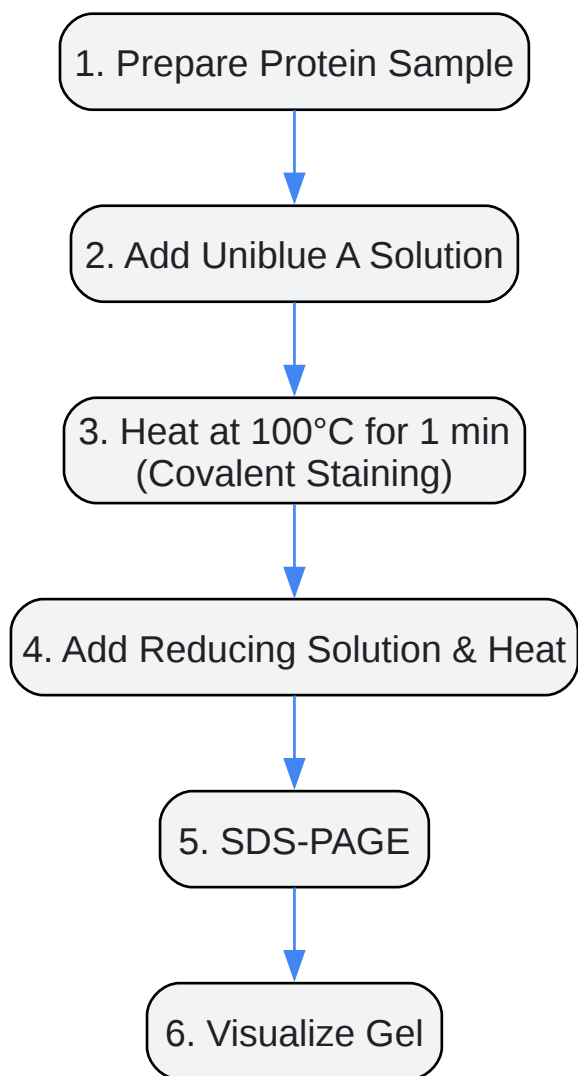 1. Prepare Protein Sample
2. Add Uniblue A Solution
3. Heat at 100°C for 1 min
(Covalent Staining)
4. Add Reducing Solution & Heat
5. SDS-PAGE
6. Visualize Gel